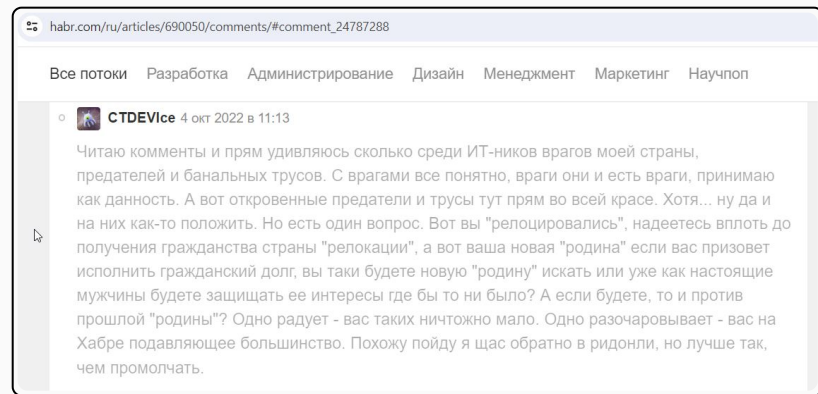 habr.com/ru/articles/690050/comments/#comment_24787288
Все потоки Разработка Администрирование Дизайн Менеджмент Маркетинг Научпоп
CTDEVIce 4 окт 2022 в 11:13
Читаю комменты и прям удивляюсь сколько среди ИТ-ников врагов моей страны,
предателей и банальных трусов. С врагами все понятно, враги они и есть враги, принимаю
как данность. А вот откровенные предатели и трусы тут прям во всей красе. Хотя... ну да и
на них как-то положить. Но есть один вопрос. Вот вы "релоцировались", надеетесь вплоть до
получения гражданства страны "релокации", а вот ваша новая "родина" если вас призовет
исполнить гражданский долг, вы таки будете новую "родину" искать или уже как настоящие
мужчины будете защищать ее интересы где бы то ни было? А если будете, то и против
прошлой "родины"? Одно радует - вас таких ничтожно мало. Одно разочаровывает - вас на
Хабре подавляющее большинство. Похожу пойду я щас обратно в ридонли, но лучше так,
чем промолчать.